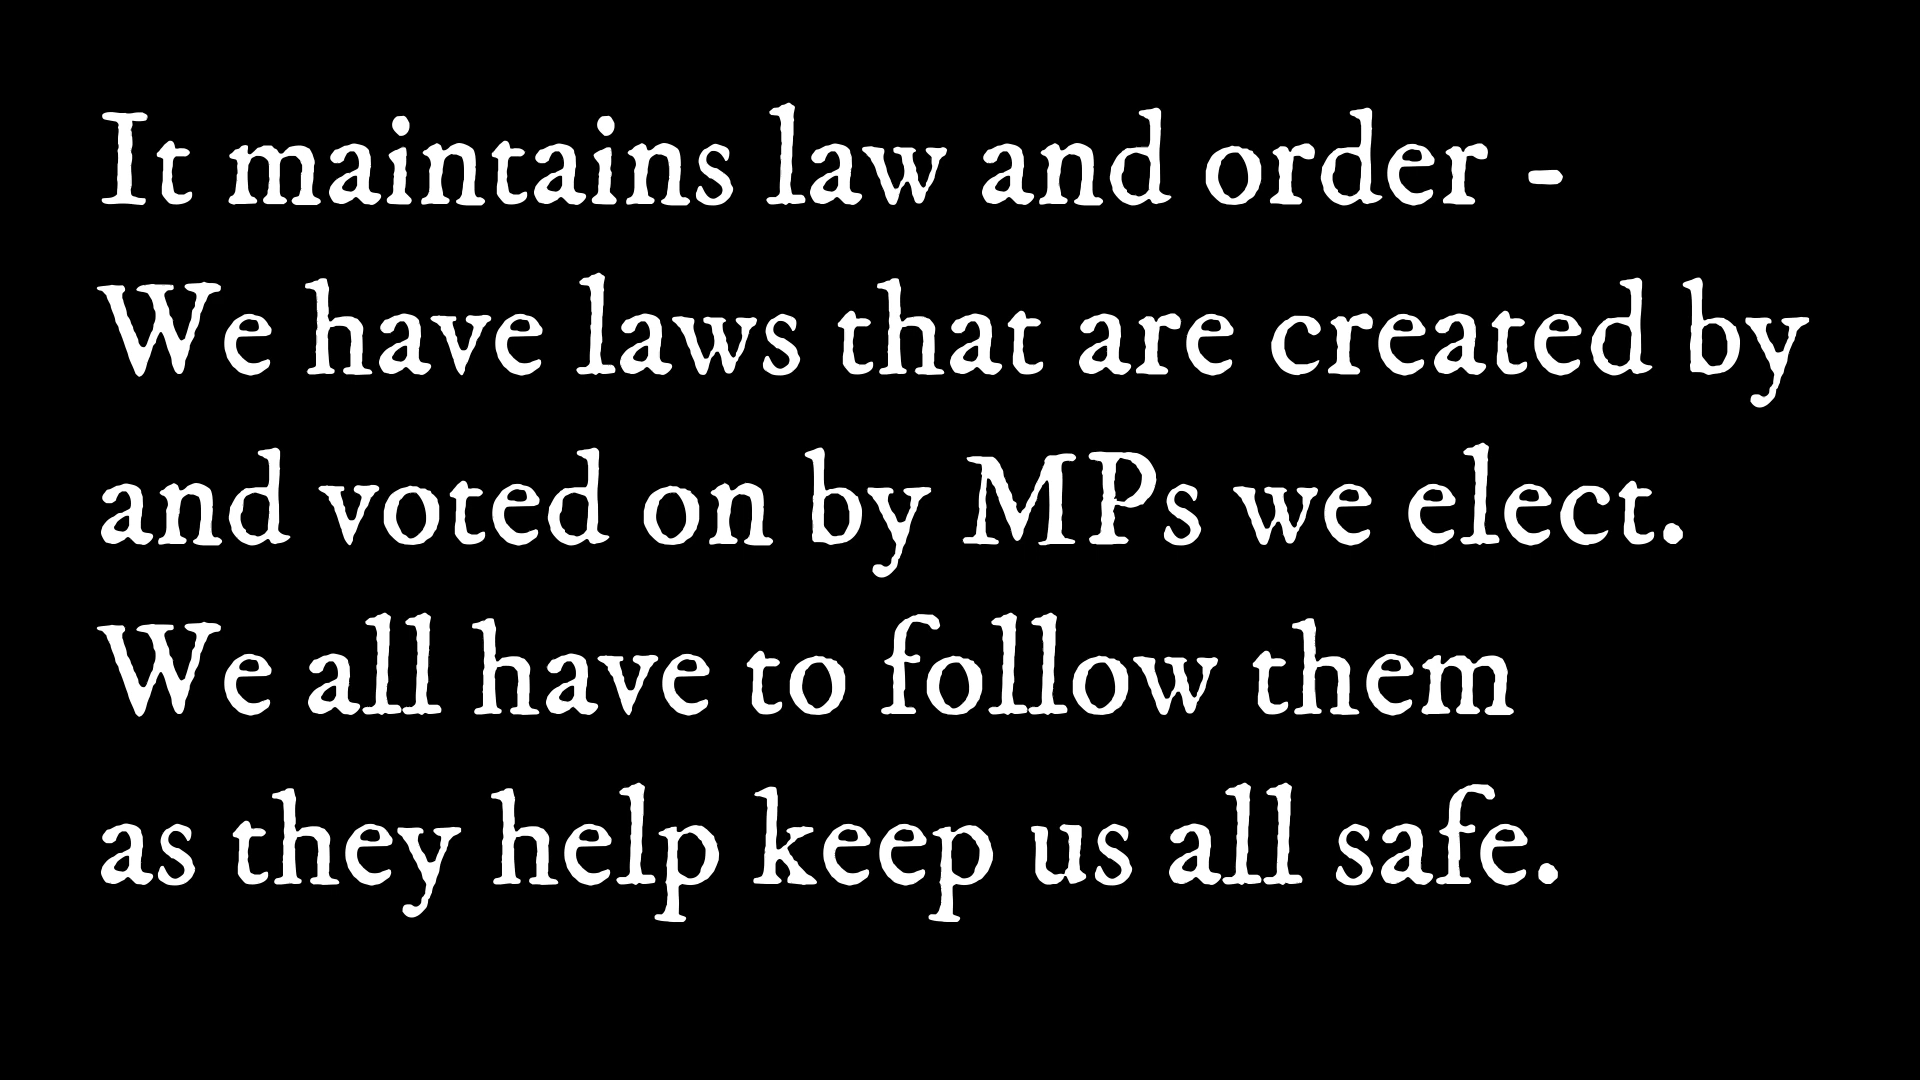 It maintains law and order -
We have laws that are created by
and voted on by MPs we elect.
We all have to follow them
as they help keep us all safe.